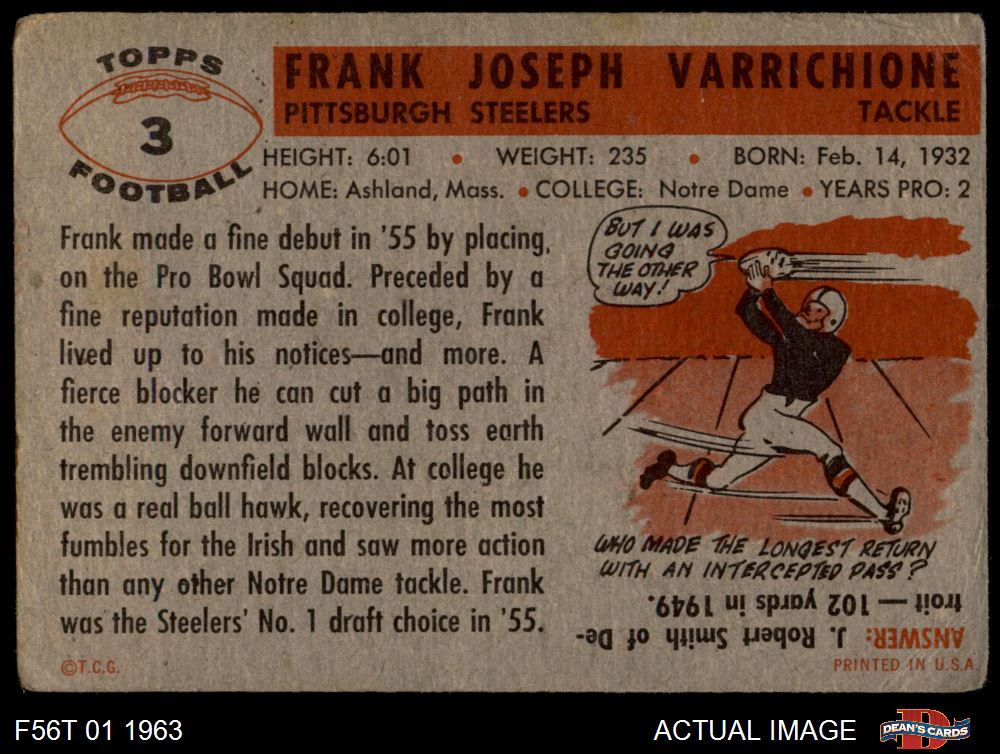 TOPPS
3
FOOTBALL
FRANK JOSEPH VARRICHIONE
PITTSBURGH STEELERS TACKLE
HEIGHT: 6:01 • WEIGHT: 235 • BORN: Feb. 14, 1932
HOME: Ashland, Mass. • COLLEGE: Notre Dame • YEARS PRO: 2
Frank made a fine debut in '55 by placing,
on the Pro Bowl Squad. Preceded by a
fine reputation made in college, Frank
lived up to his notices—and more. A
fierce blocker he can cut a big path in
the enemy forward wall and toss earth
trembling downfield blocks. At college he
was a real ball hawk, recovering the most
fumbles for the Irish and saw more action
than any other Notre Dame tackle. Frank
was the Steelers' No. 1 draft choice in '55.
©T.C.G.
BUT I WAS
GOING
THE OTHER
WAY!
WHO MADE THE LONGEST RETURN
WITH AN INTERCEPTED PASS?
ANSWER: J. Robert Smith of De-
troit — 102 yards in 1949.
PRINTED IN U.S.A
F56T 01 1963
ACTUAL IMAGE
D
DEAN'S CARDS